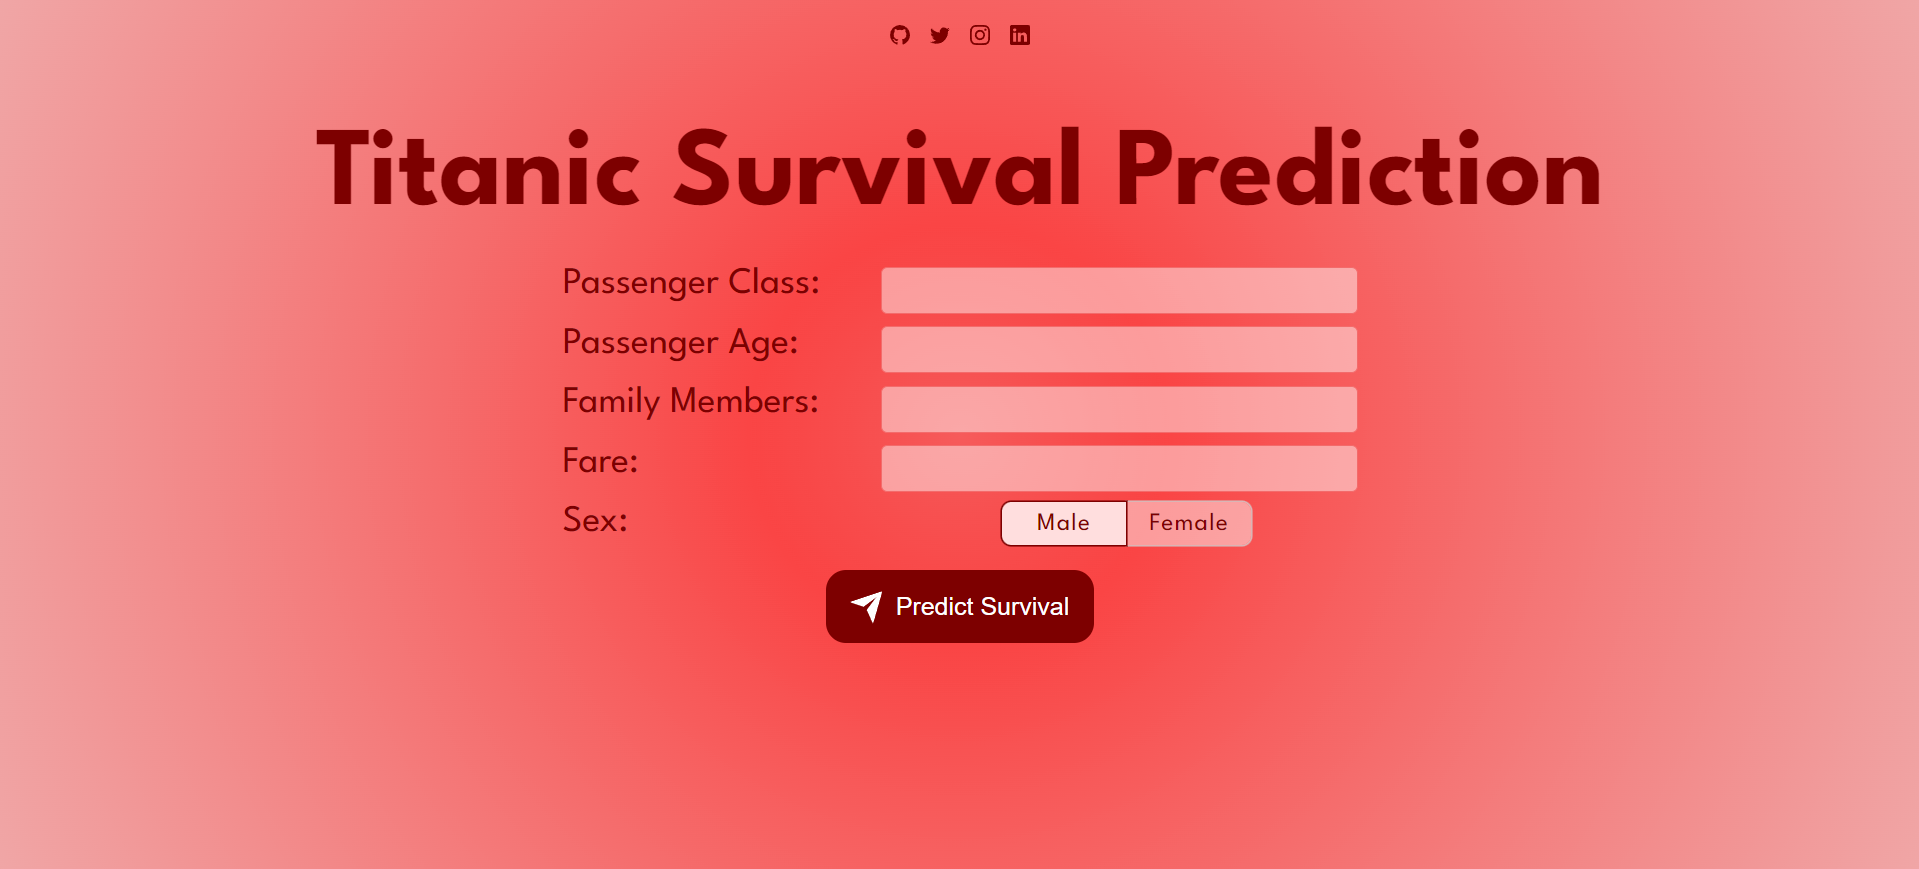 Titanic Survival Prediction
Passenger Class:
Passenger Age:
Family Members:
Fare:
Sex:
Male
Female
Predict Survival